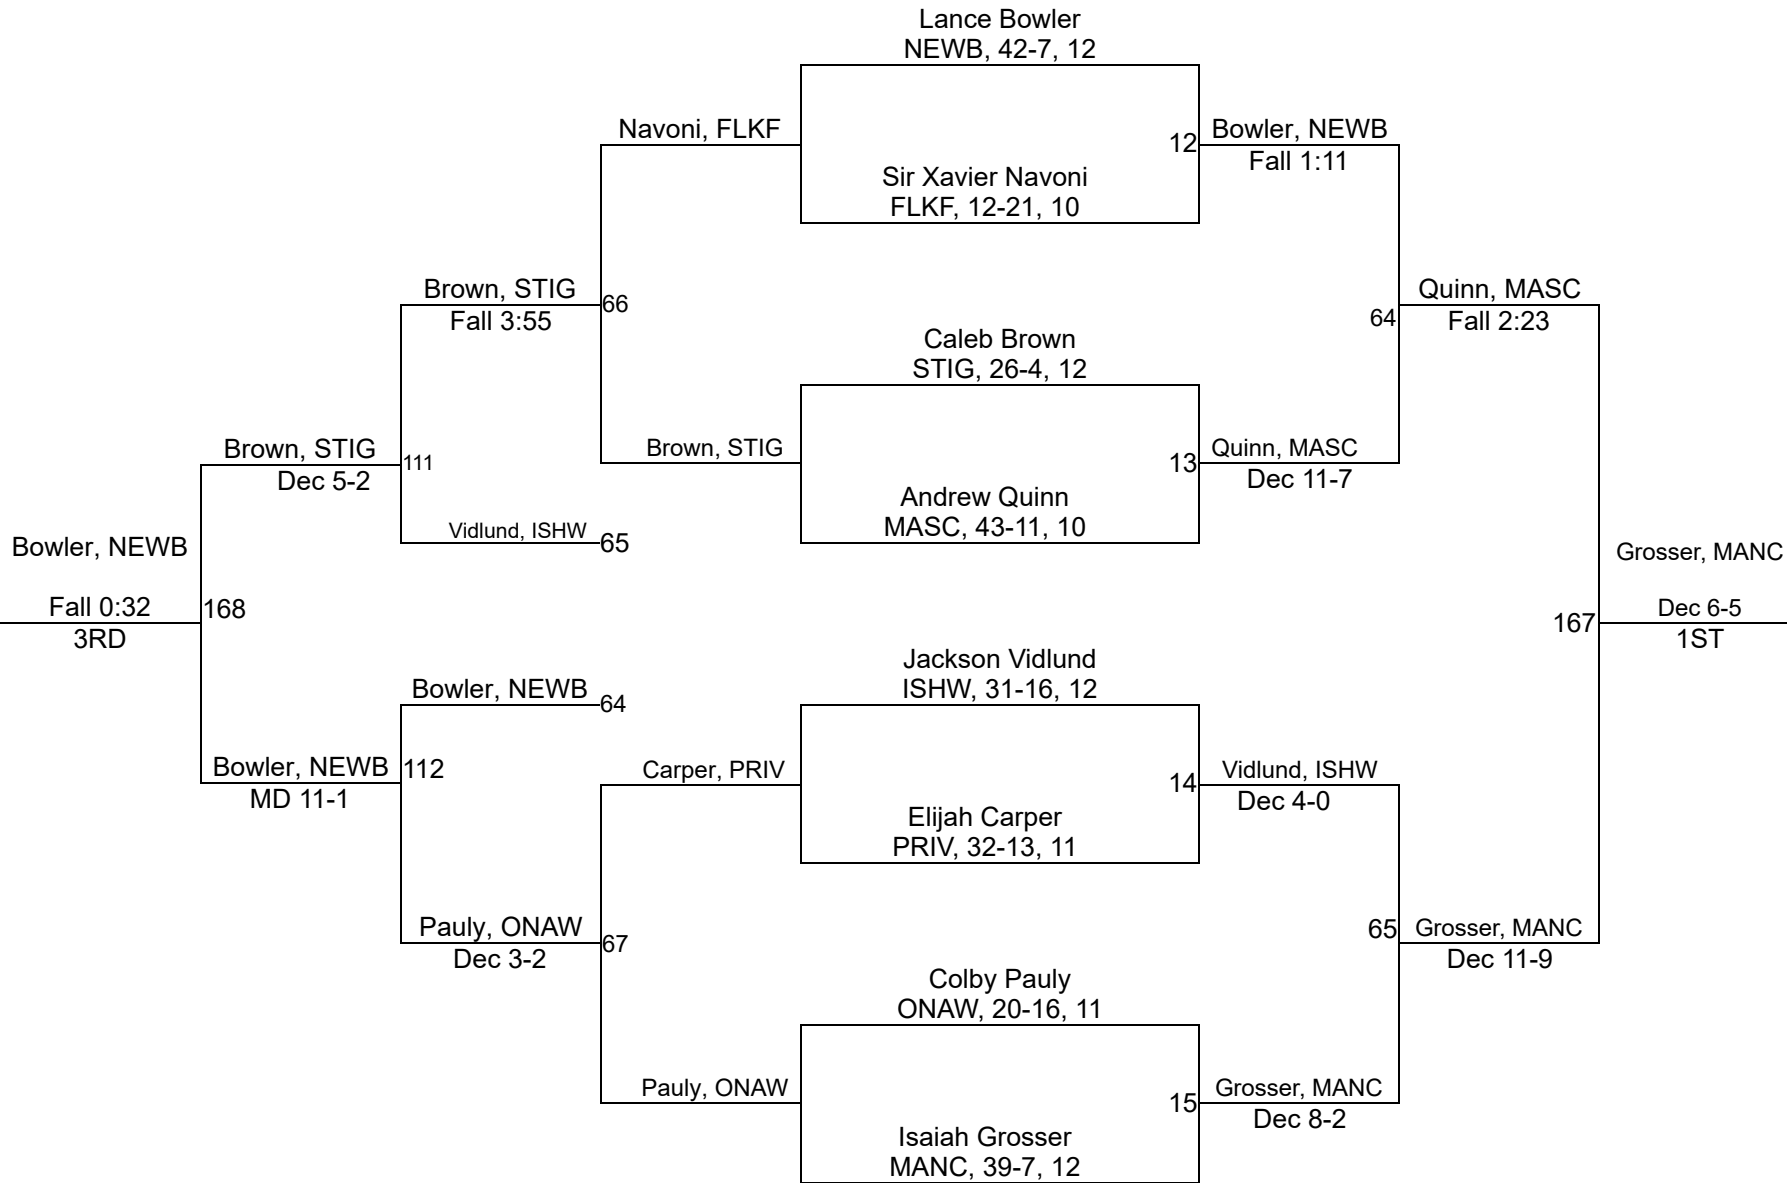 Lance Bowler
NEWB, 42-7, 12
Navoni, FLKF
12
Bowler, NEWB
Fall 1:11
Sir Xavier Navoni
FLKF, 12-21, 10
Brown, STIG
Fall 3:55
66
64
Quinn, MASC
Fall 2:23
Caleb Brown
STIG, 26-4, 12
Brown, STIG
Dec 5-2
111
Brown, STIG
13
Quinn, MASC
Dec 11-7
Andrew Quinn
MASC, 43-11, 10
Vidlund, ISHW
65
Bowler, NEWB
Fall 0:32
3RD
168
Grosser, MANC
Dec 6-5
1ST
167
Jackson Vidlund
ISHW, 31-16, 12
Bowler, NEWB
64
Bowler, NEWB
MD 11-1
112
Carper, PRIV
14
Vidlund, ISHW
Dec 4-0
Elijah Carper
PRIV, 32-13, 11
Pauly, ONAW
Dec 3-2
67
65
Grosser, MANC
Dec 11-9
Colby Pauly
ONAW, 20-16, 11
Pauly, ONAW
15
Grosser, MANC
Dec 8-2
Isaiah Grosser
MANC, 39-7, 12